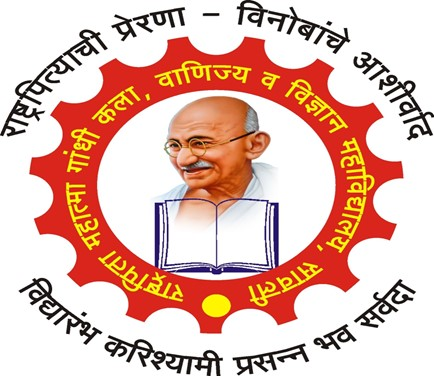 राष्ट्रपित्याची प्रेरणा - विनोबांचे आशीर्वाद
राष्ट्रपिता महात्मा गांधी कला, वाणिज्य व विज्ञान महाविद्यालय, सावली
विद्यारंभ करिश्यामी प्रसन्न भव सर्वदा